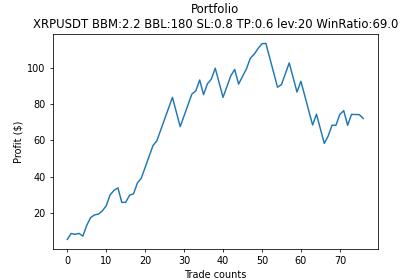 Portfolio
XRPUSDT BBM:2.2 BBL:180 SL:0.8 TP:0.6 lev:20 WinRatio:69.0
100
80
60
40
20
Profit ($)
0 10 20 30 40 50 60 70
Trade counts